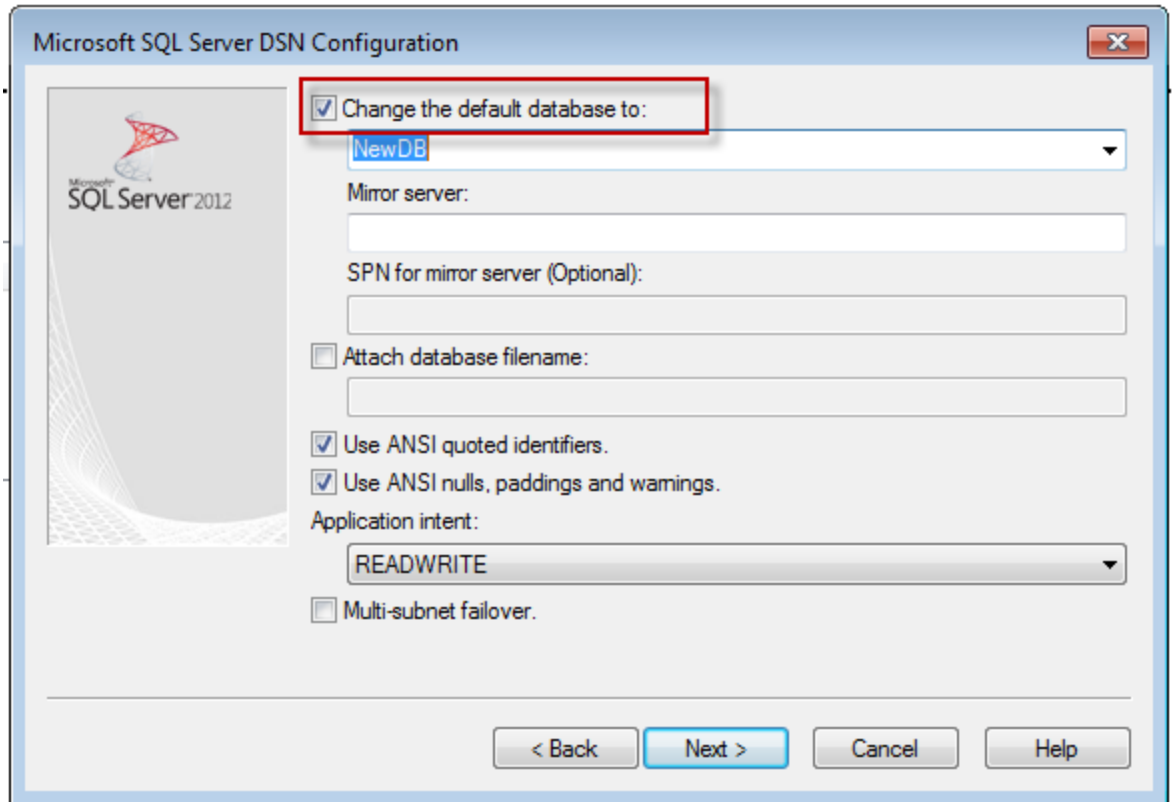 Microsoft SQL Server DSN Configuration
Microsoft
SQL Server 2012
Change the default database to:
NewDB
Mirror server:
SPN for mirror server (Optional):
Attach database filename:
Use ANSI quoted identifiers.
Use ANSI nulls, paddings and warnings.
Application intent:
READWRITE
Multi-subnet failover.
< Back Next > Cancel Help